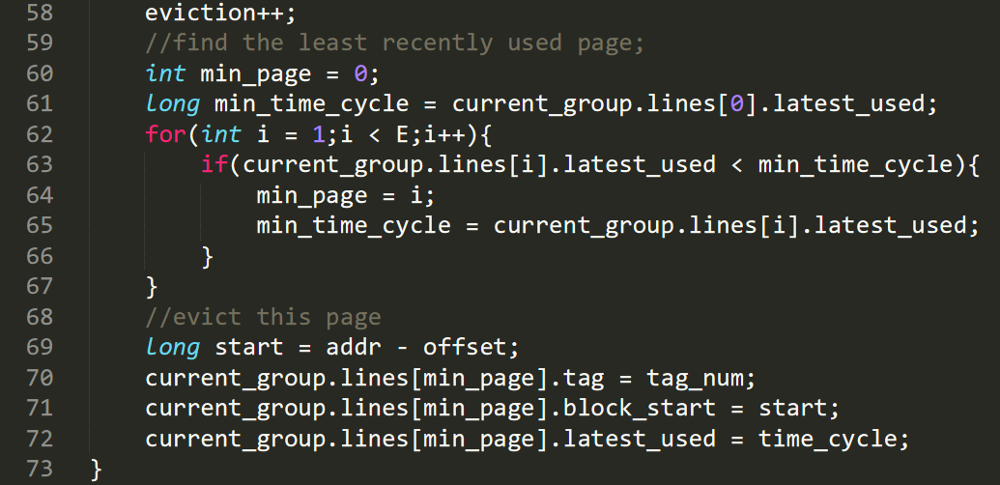 58 eviction++;
59 //find the least recently used page;
60 int min_page = 0;
61 long min_time_cycle = current_group.lines[0].latest_used;
62 for(int i = 1;i < E;i++){
63 if(current_group.lines[i].latest_used < min_time_cycle){
64 min_page = i;
65 min_time_cycle = current_group.lines[i].latest_used;
66 }
67 }
68 //evict this page
69 long start = addr - offset;
70 current_group.lines[min_page].tag = tag_num;
71 current_group.lines[min_page].block_start = start;
72 current_group.lines[min_page].latest_used = time_cycle;
73 }